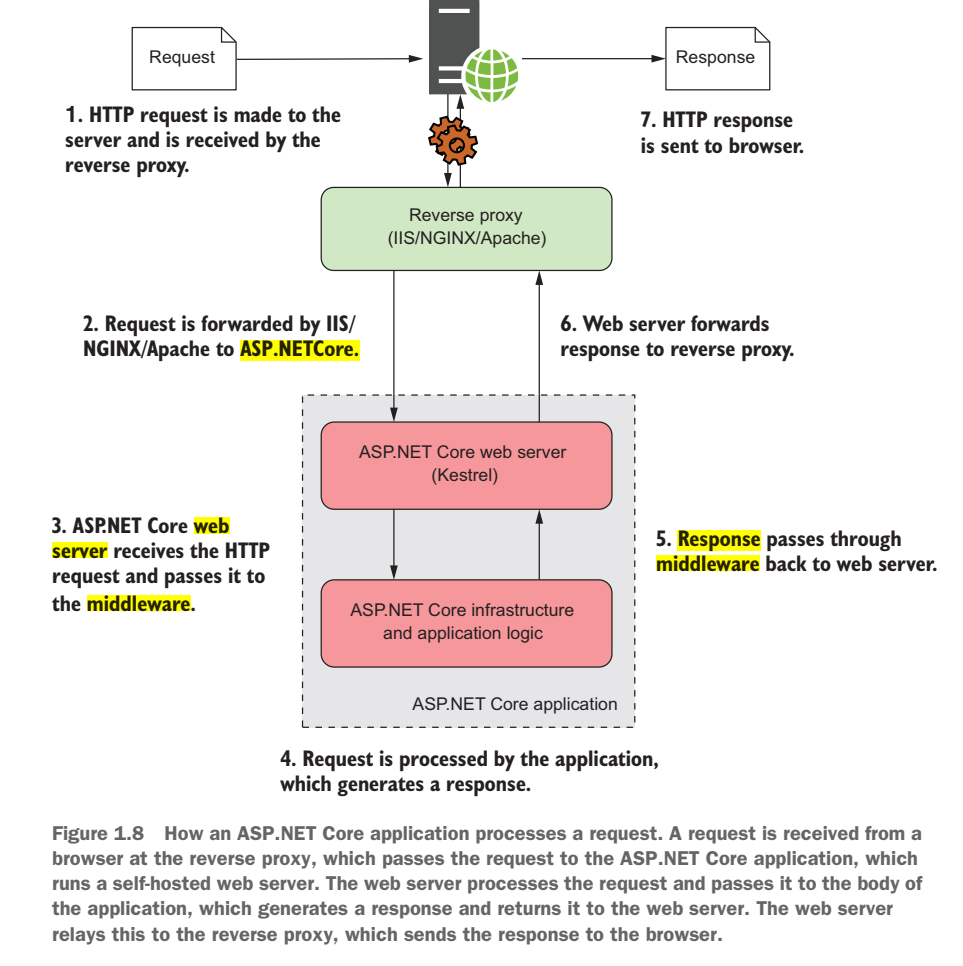 Request
Response
1. HTTP request is made to the
server and is received by the
reverse proxy.
7. HTTP response
is sent to browser.
Reverse proxy
(IIS/NGINX/Apache)
2. Request is forwarded by IIS/
NGINX/Apache to ASP.NETCore.
6. Web server forwards
response to reverse proxy.
ASP.NET Core web server
(Kestrel)
3. ASP.NET Core web
server receives the HTTP
request and passes it to
the middleware.
5. Response passes through
middleware back to web server.
ASP.NET Core infrastructure
and application logic
ASP.NET Core application
4. Request is processed by the application,
which generates a response.
Figure 1.8 How an ASP.NET Core application processes a request. A request is received from a
browser at the reverse proxy, which passes the request to the ASP.NET Core application, which
runs a self-hosted web server. The web server processes the request and passes it to the body of
the application, which generates a response and returns it to the web server. The web server
relays this to the reverse proxy, which sends the response to the browser.